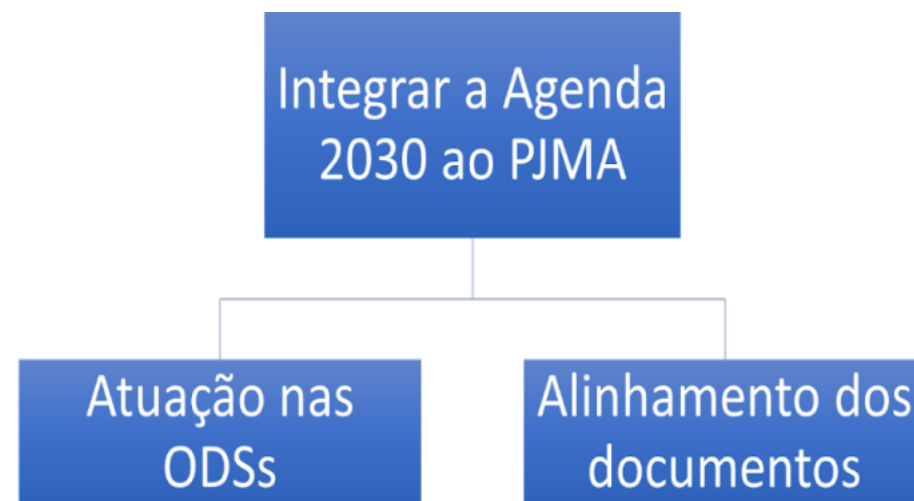 Integrar a Agenda
2030 ao PJMA
Atuação nas
ODSs
Alinhamento dos
documentos